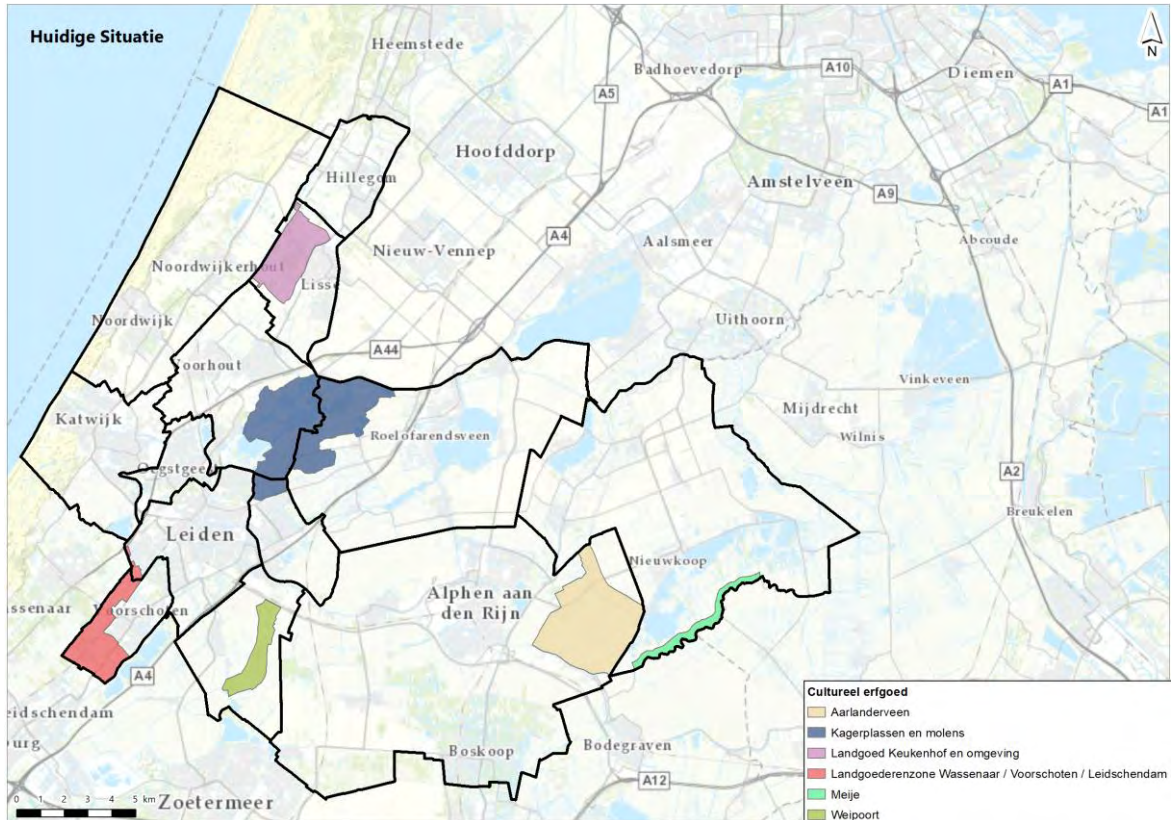 Huidige Situatie
N
Heemstede
Badhoevedorp
A10
Diemen
A5
A1
A1
Hoofddorp
Hillegom
Amstelveen
A9
A4
Nieuw-Vennep
Aalsmeer
Abcoude
Noordwijkerhout
Lisse
Noordwijk
Uithoorn
A44
Voorhout
Vinkeveen
Katwijk
Mijdrecht
Roelofarendsveen
Wilnis
Oegstgee
A2
Breukelen
Leiden
Nieuwkoop
Alphen aan
den Rijn
assenaar
Voorschoten
A4
eidschendam
burg
Boskoop
Bodegraven
A12
Zoetermeer
0 1 2 3 4 5 km
Cultureel erfgoed
Aarlanderveen
Kagerplassen en molens
Landgoed Keukenhof en omgeving
Landgoederenzone Wassenaar / Voorschoten / Leidschendam
Meije
Weipoort